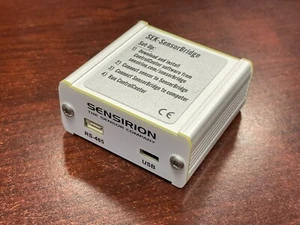 SEK-SensorBridge
Set Up:
1) Download and install
ControlCenter software from
sensirion.com/sensorbridge
2) Connect sensor to SensorBridge
3) Connect SensorBridge to computer
4) Run ControlCenter
CE
SENSIRION
THE SENSOR COMPANY
RS-485
USB